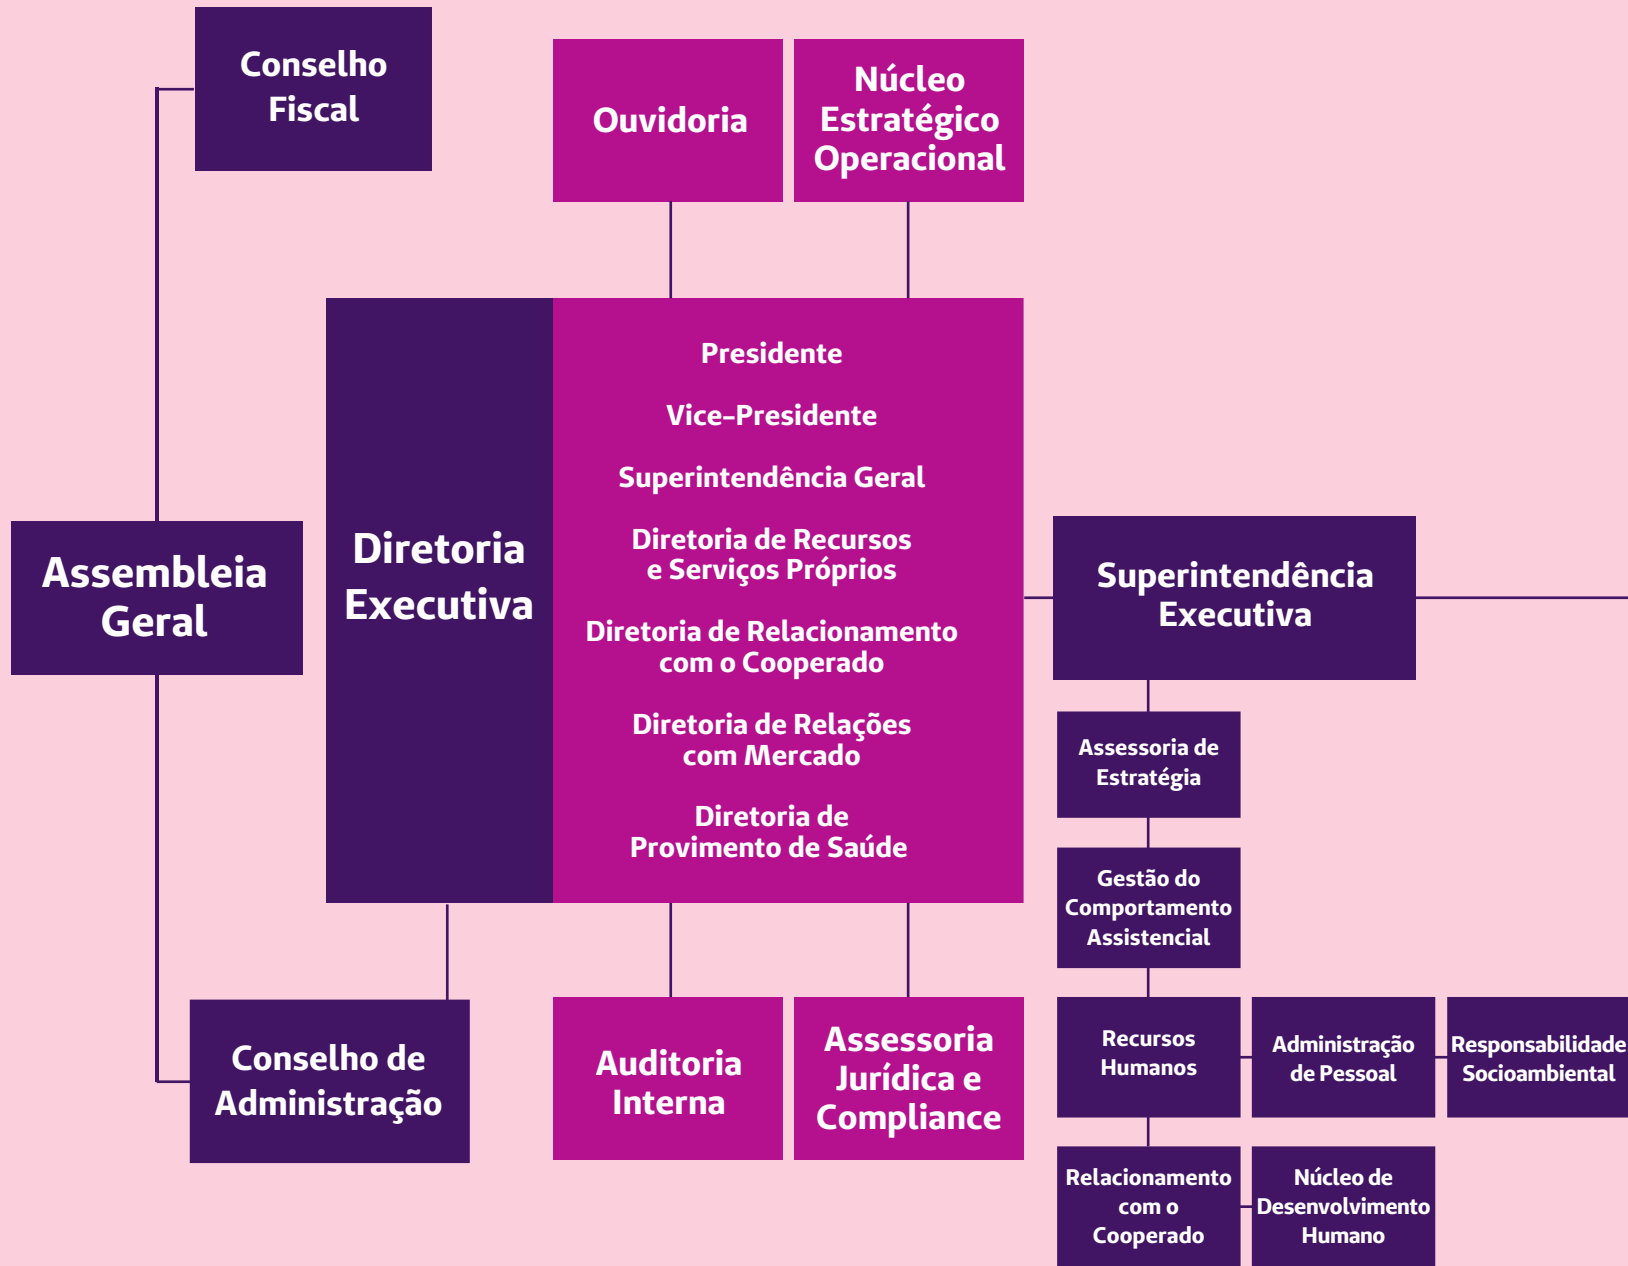 Conselho
Fiscal
Ouvidoria
Núcleo
Estratégico
Operacional
Assembleia
Geral
Diretoria
Executiva
Presidente
Vice-Presidente
Superintendência Geral
Diretoria de Recursos
e Serviços Próprios
Diretoria de Relacionamento
com o Cooperado
Diretoria de Relações
com Mercado
Diretoria de
Provimento de Saúde
Superintendência
Executiva
Assessoria de
Estratégia
Gestão do
Comportamento
Assistencial
Conselho de
Administração
Auditoria
Interna
Assessoria
Jurídica e
Compliance
Recursos
Humanos
Administração
de Pessoal
Responsabilidade
Socioambiental
Relacionamento
com o
Cooperado
Núcleo de
Desenvolvimento
Humano